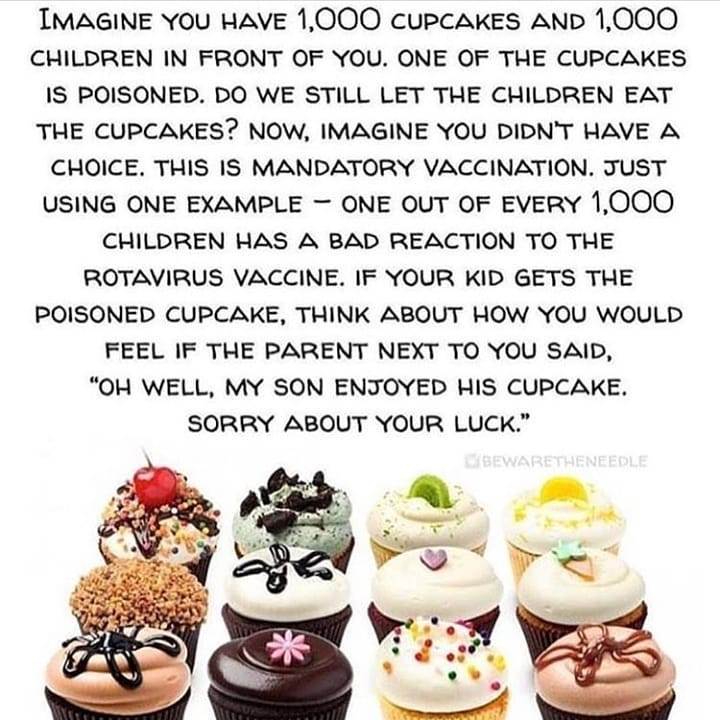 IMAGINE YOU HAVE 1,000 CUPCAKES AND 1,000
CHILDREN IN FRONT OF YOU. ONE OF THE CUPCAKES
IS POISONED. DO WE STILL LET THE CHILDREN EAT
THE CUPCAKES? NOW, IMAGINE YOU DIDN'T HAVE A
CHOICE. THIS IS MANDATORY VACCINATION. JUST
USING ONE EXAMPLE – ONE OUT OF EVERY 1,000
CHILDREN HAS A BAD REACTION TO THE
ROTAVIRUS VACCINE. IF YOUR KID GETS THE
POISONED CUPCAKE, THINK ABOUT HOW YOU WOULD
FEEL IF THE PARENT NEXT TO YOU SAID,
"OH WELL, MY SON ENJOYED HIS CUPCAKE.
SORRY ABOUT YOUR LUCK."
BEWARETHENEEDLE